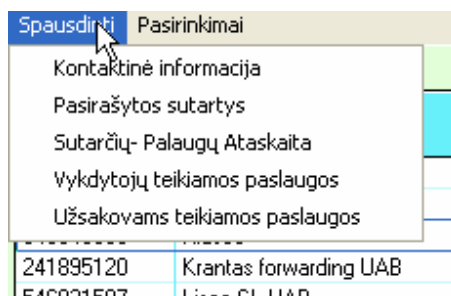 Spausdinti Pasirinkimai
Kontaktinė informacija
Pasirašytos sutartys
Sutarčių- Palaugų Ataskaita
Vykdytojų teikiamos paslaugos
Užsakovams teikiamos paslaugos
241895120 Krantas forwarding UAB